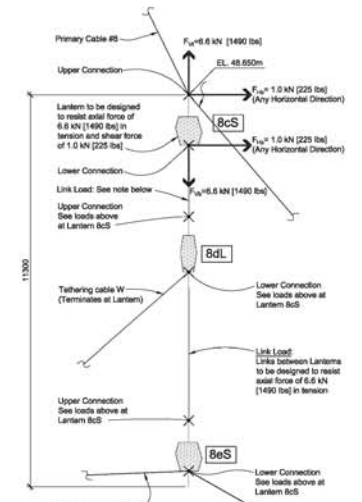 Primary Cable #8
Fvs=6.6 kN [1490 lbs]
EL. 48.650m
Upper Connection
FHs= 1.0 kN [225 lbs]
(Any Horizontal Direction)
Lantern to be designed
to resist axial force of
6.6 kN [1490 lbs] in
tension and shear force
of 1.0 kN [225 lbs]
8cS
FHs= 1.0 kN [225 lbs]
(Any Horizontal Direction)
Lower Connection
Link Load: See note below
Fvs=6.6 kN [1490 lbs]
Upper Connection
See loads above
at Lantern 8cS
8dL
11300
Tethering cable W
(Terminates at Lantern)
Lower Connection
See loads above at
Lantern 8cS
Link Load:
Links between Lanterns
to be designed to resist
axial force of 6.6 kN
[1490 lbs] in tension
Upper Connection
See loads above at
Lantern 8cS
8eS
Lower Connection
See loads above at
Lantern 8cS